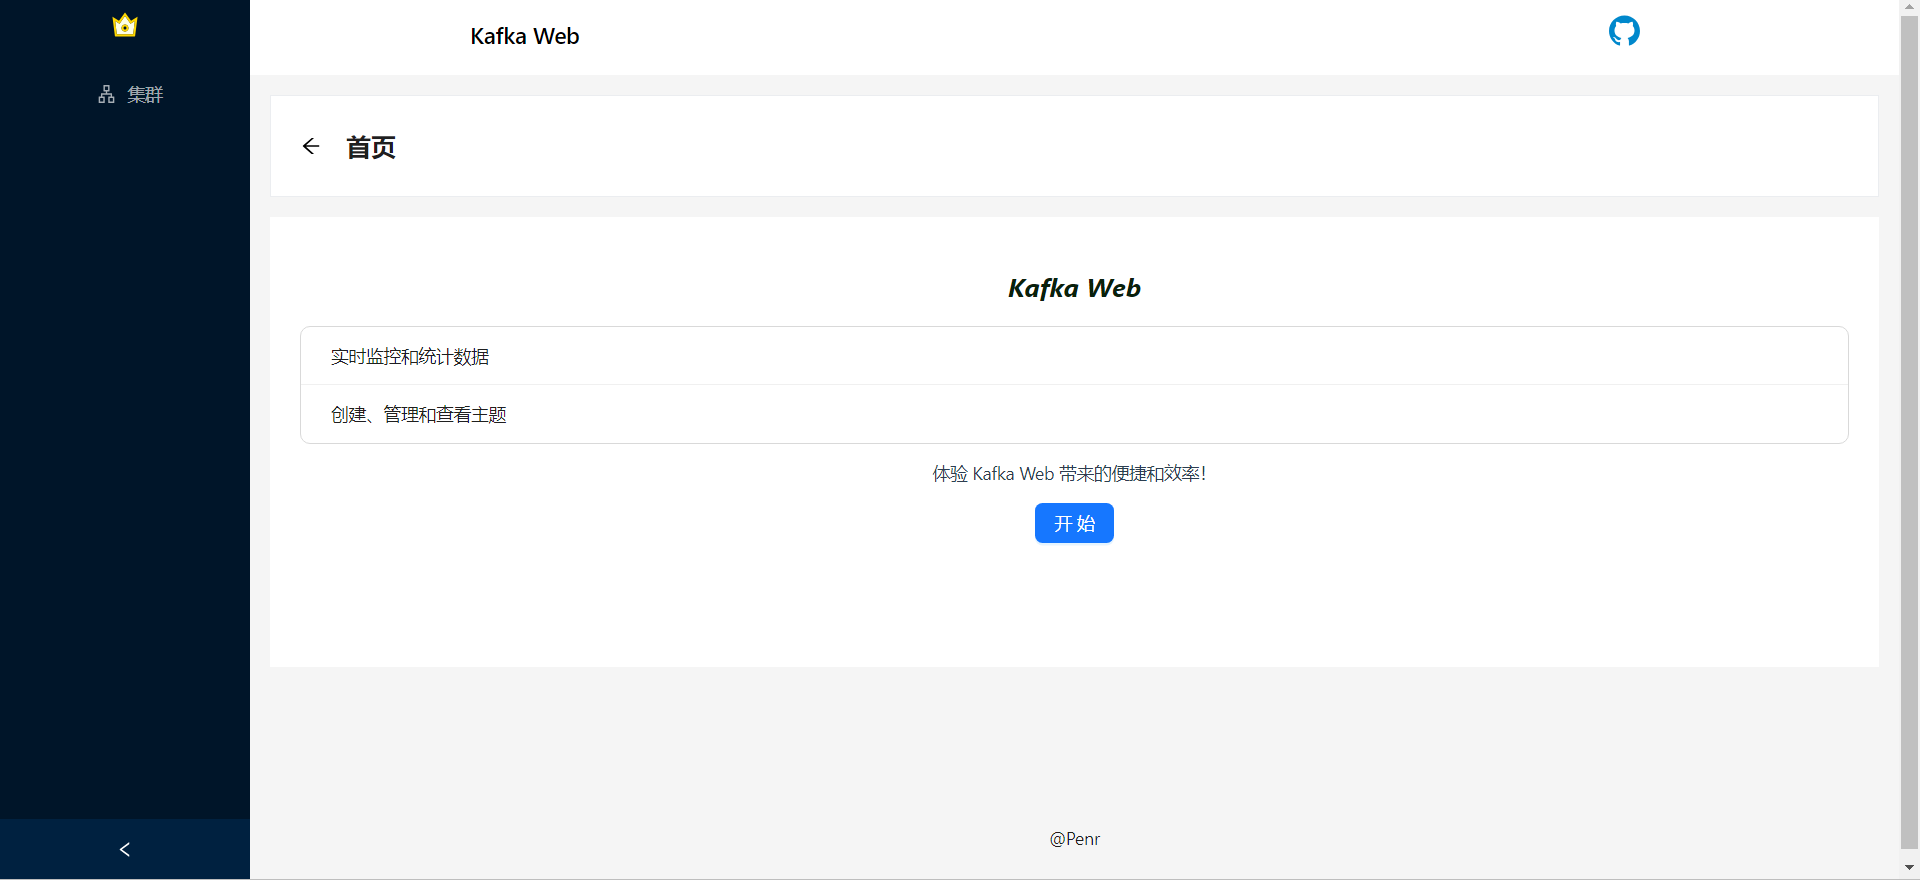 Kafka Web
集群
首页
Kafka Web
实时监控和统计数据
创建、管理和查看主题
体验 Kafka Web 带来的便捷和效率!
开始
@Penr